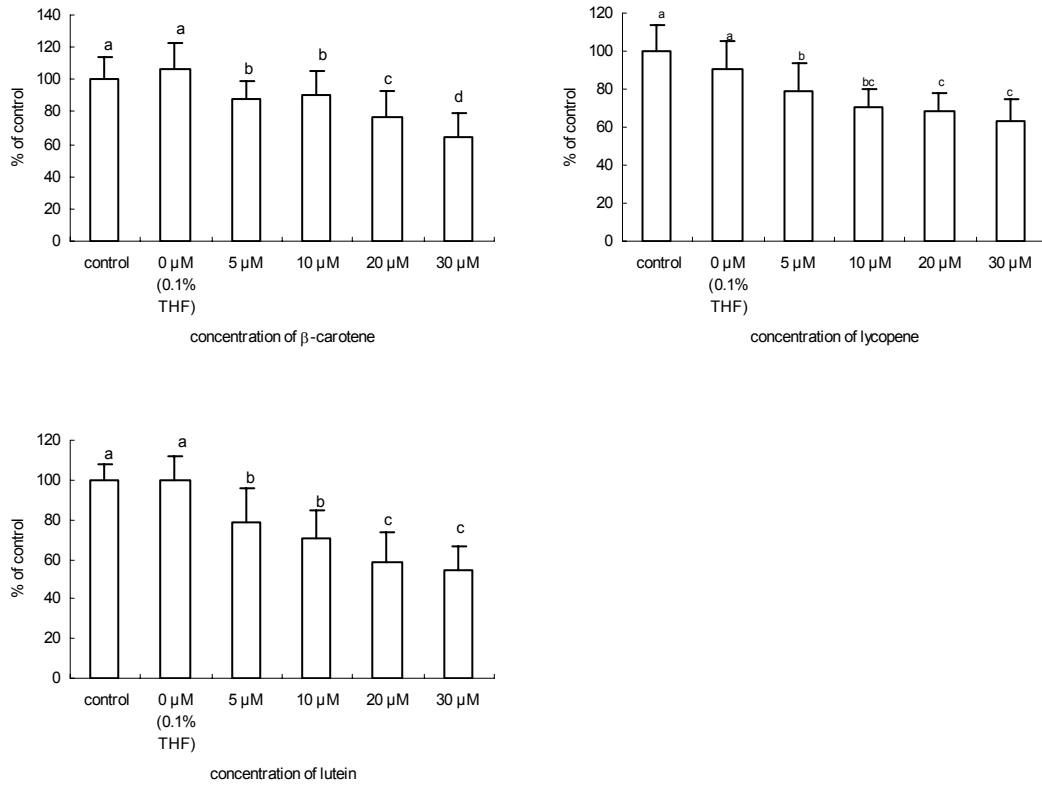 140
120
100
80
60
40
20
0
% of control
a
a
b
b
c
d
control
0 µM
(0.1%
THF)
5 µM
10 µM
20 µM
30 µM
concentration of β-carotene
120
100
80
60
40
20
0
% of control
a
a
b
bc
c
c
control
0 µM
(0.1%
THF)
5 µM
10 µM
20 µM
30 µM
concentration of lycopene
120
100
80
60
40
20
0
% of control
a
a
b
b
c
c
control
0 µM
(0.1%
THF)
5 µM
10 µM
20 µM
30 µM
concentration of lutein